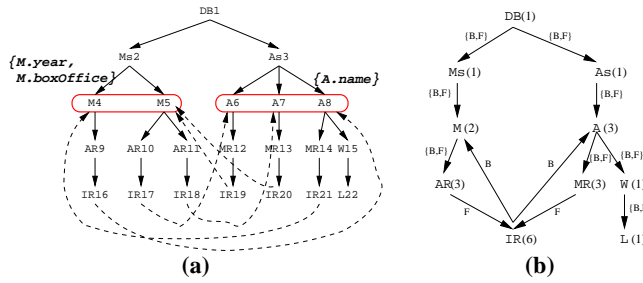 DB1
Ms2 As3
{M.year,
M.boxOffice} {A.name}
M4 M5 A6 A7 A8
AR9 AR10 AR11 MR12 MR13 MR14 W15
IR16 IR17 IR18 IR19 IR20 IR21 L22
(a)
DB(1)
{B,F} {B,F}
Ms(1) As(1)
{B,F} {B,F}
M(2) A(3)
{B,F} B B {B,F} {B,F}
AR(3) MR(3) W(1)
F F {B,F}
IR(6) L(1)
(b)